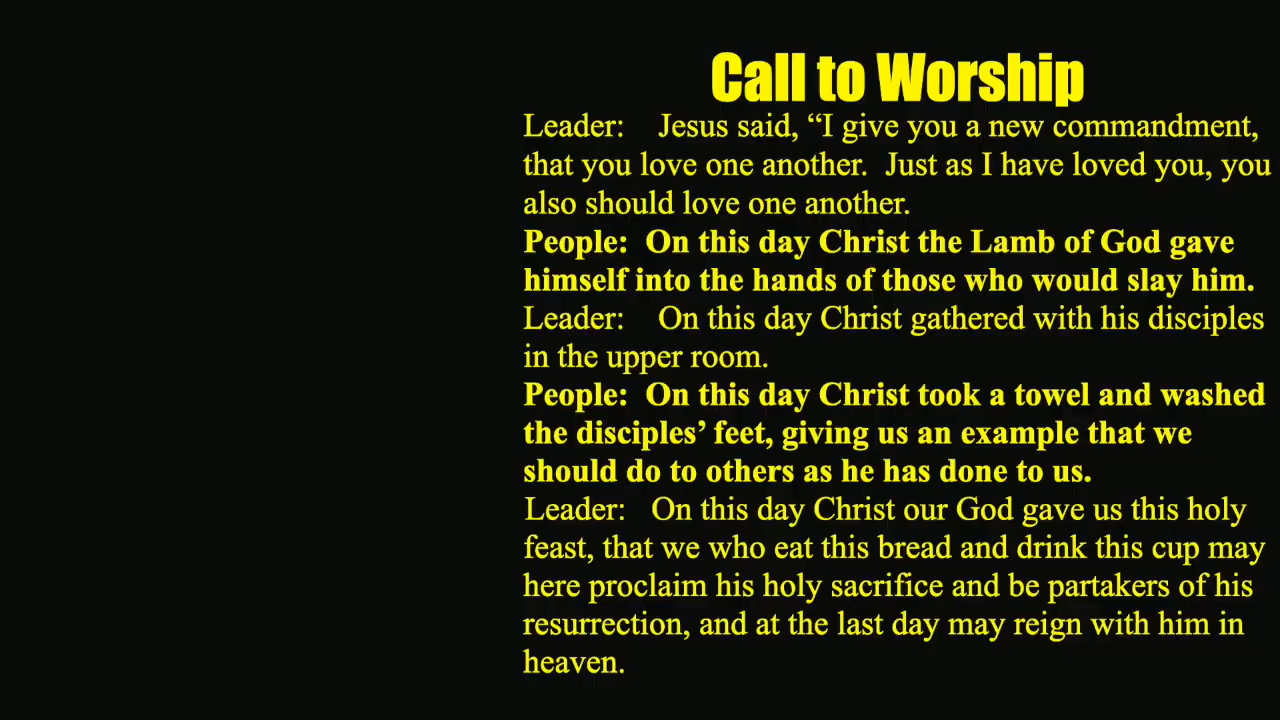 Call to Worship
Leader:    Jesus said, “I give you a new commandment,
that you love one another.  Just as I have loved you, you
also should love one another.
People:  On this day Christ the Lamb of God gave
himself into the hands of those who would slay him.
Leader:    On this day Christ gathered with his disciples
in the upper room.
People:  On this day Christ took a towel and washed
the disciples’ feet, giving us an example that we
should do to others as he has done to us.
Leader:   On this day Christ our God gave us this holy
feast, that we who eat this bread and drink this cup may
here proclaim his holy sacrifice and be partakers of his
resurrection, and at the last day may reign with him in
heaven.